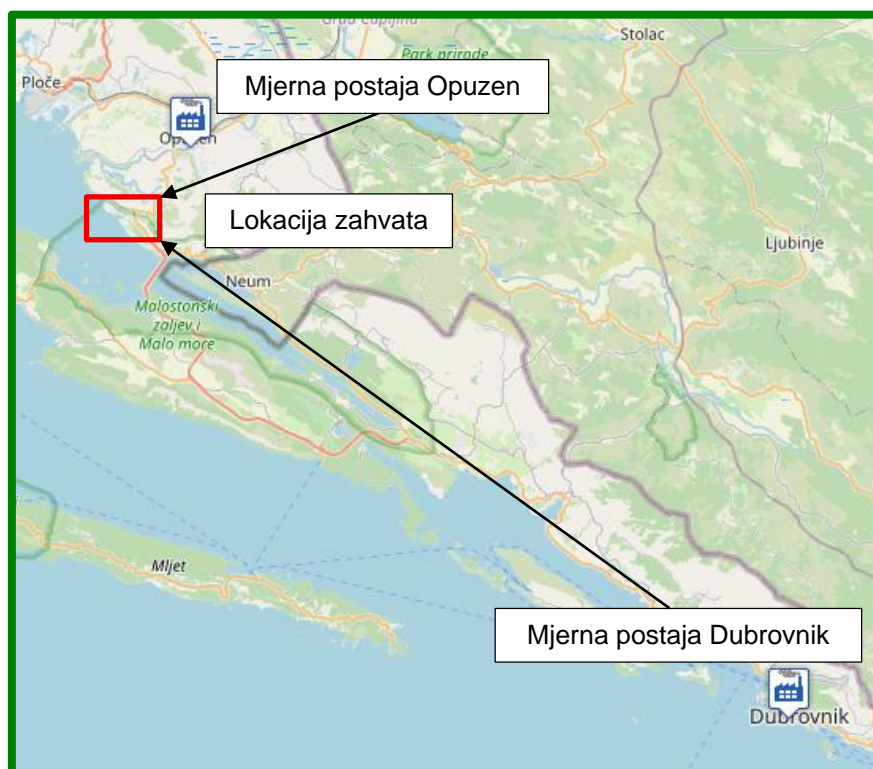 Stolac
Park prirode
Ploče
Mjerna postaja Opuzen
Lokacija zahvata
Ljubinje
Neum
Malostonski
zaljev i
Malo more
Mljet
Mjerna postaja Dubrovnik
Dubrovnik